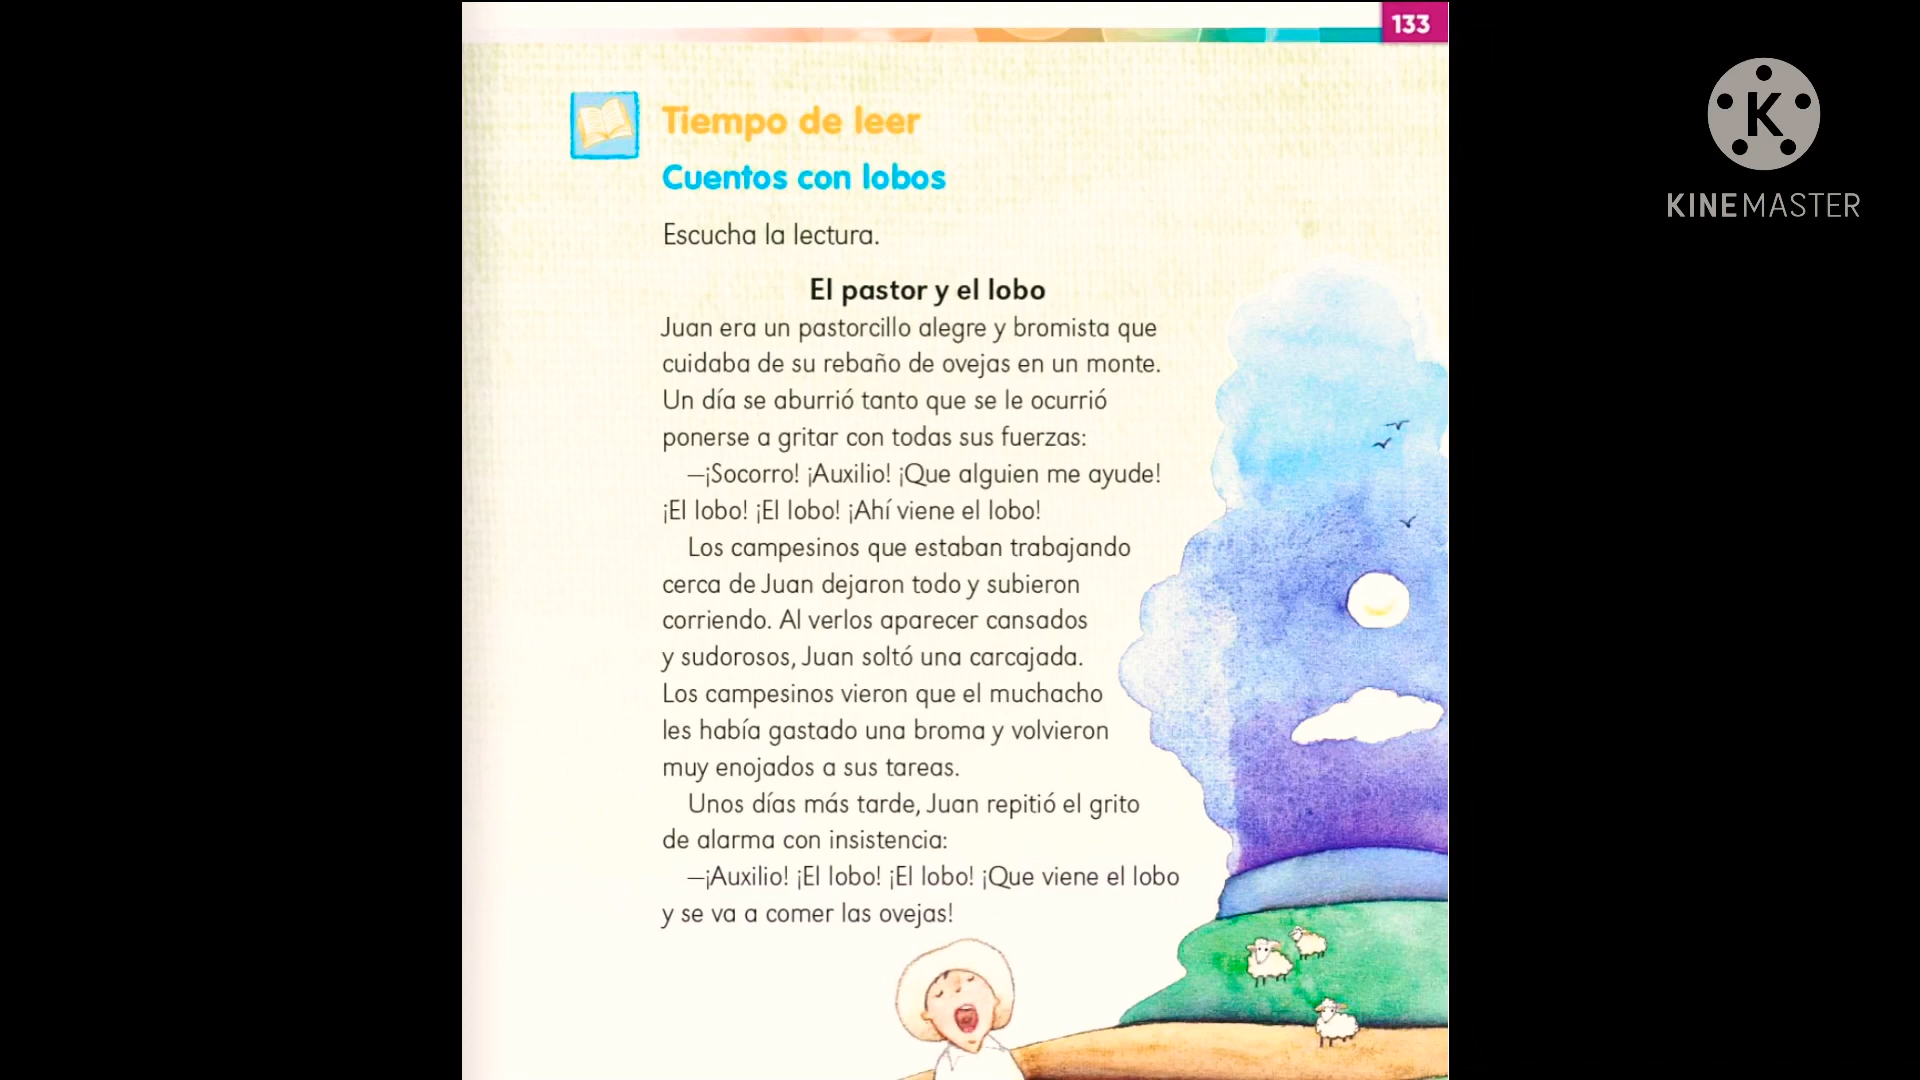 133
K
KINEMASTER
Tiempo de leer
Cuentos con lobos
Escucha la lectura.
El pastor y el lobo
Juan era un pastorcillo alegre y bromista que
cuidaba de su rebaño de ovejas en un monte.
Un día se aburrió tanto que se le ocurrió
ponerse a gritar con todas sus fuerzas:
—¡Socorro! ¡Auxilio! ¡Que alguien me ayude!
¡El lobo! ¡El lobo! ¡Ahí viene el lobo!
Los campesinos que estaban trabajando
cerca de Juan dejaron todo y subieron
corriendo. Al verlos aparecer cansados
y sudorosos, Juan soltó una carcajada.
Los campesinos vieron que el muchacho
les había gastado una broma y volvieron
muy enojados a sus tareas.
Unos días más tarde, Juan repitió el grito
de alarma con insistencia:
—¡Auxilio! ¡El lobo! ¡El lobo! ¡Que viene el lobo
y se va a comer las ovejas!